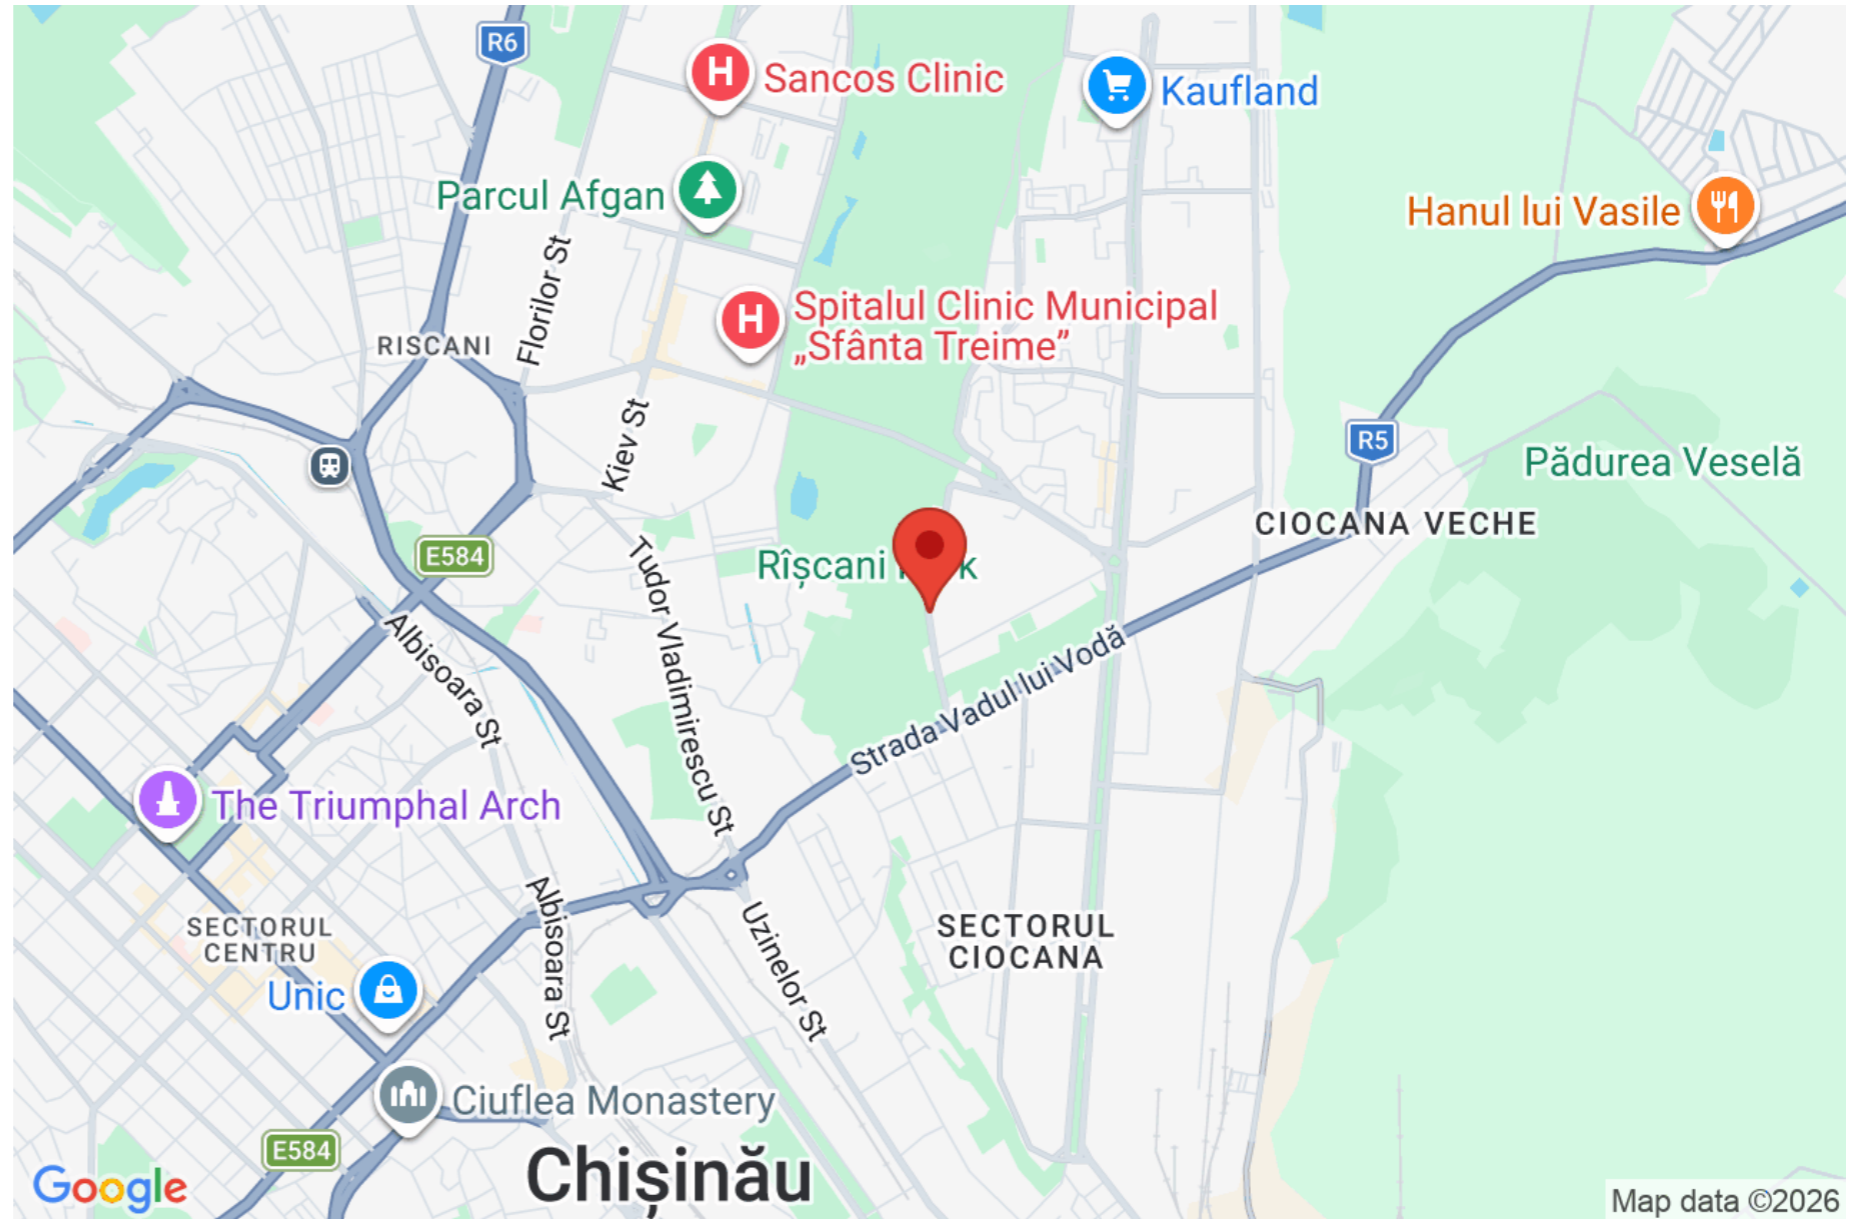 R6
Sancos Clinic
Kaufland
Parcul Afgan
Hanul lui Vasile
Florilor St
Spitalul Clinic Municipal
„Sfânta Treime”
RISCANI
Kiev St
R5
Pădurea Veselă
CIOCANA VECHE
E584
Rîșcani
Tudor Vladimirescu St
Albisoara St
Strada Vadul lui Vodă
The Triumphal Arch
Albisoara St
Uzinelor St
SECTORUL
CENTRU
SECTORUL
CIOCANA
Unic
Ciuflea Monastery
E584
Chișinău
Google
Map data ©2026